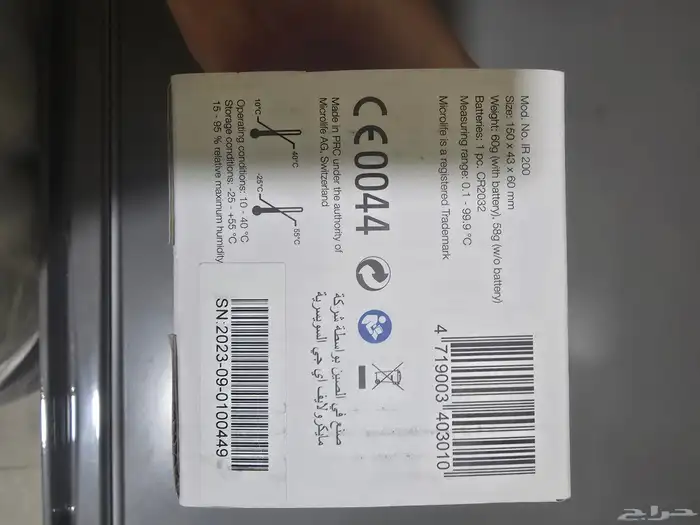 Mod. No. IR 200
Size: 150 x 43 x 60 mm
Weight: 60g (with battery), 58g (w/o battery)
Batteries: 1 pc. CR2032
Measuring range: 0.1 - 99.9 °C
Microlife is a registered Trademark
4 719003 403010
CE0044
Made in PRC under the authority of
Microlife AG, Switzerland
صنع في الصين بواسطة شركة
مايكرو لايف اي جي السويسرية
10°C
40°C
-25°C
55°C
Operating conditions: 10 - 40 °C
Storage conditions: -25 - +55 °C
15 - 95 % relative maximum humidity
SN:2023-09-0100449
حراج